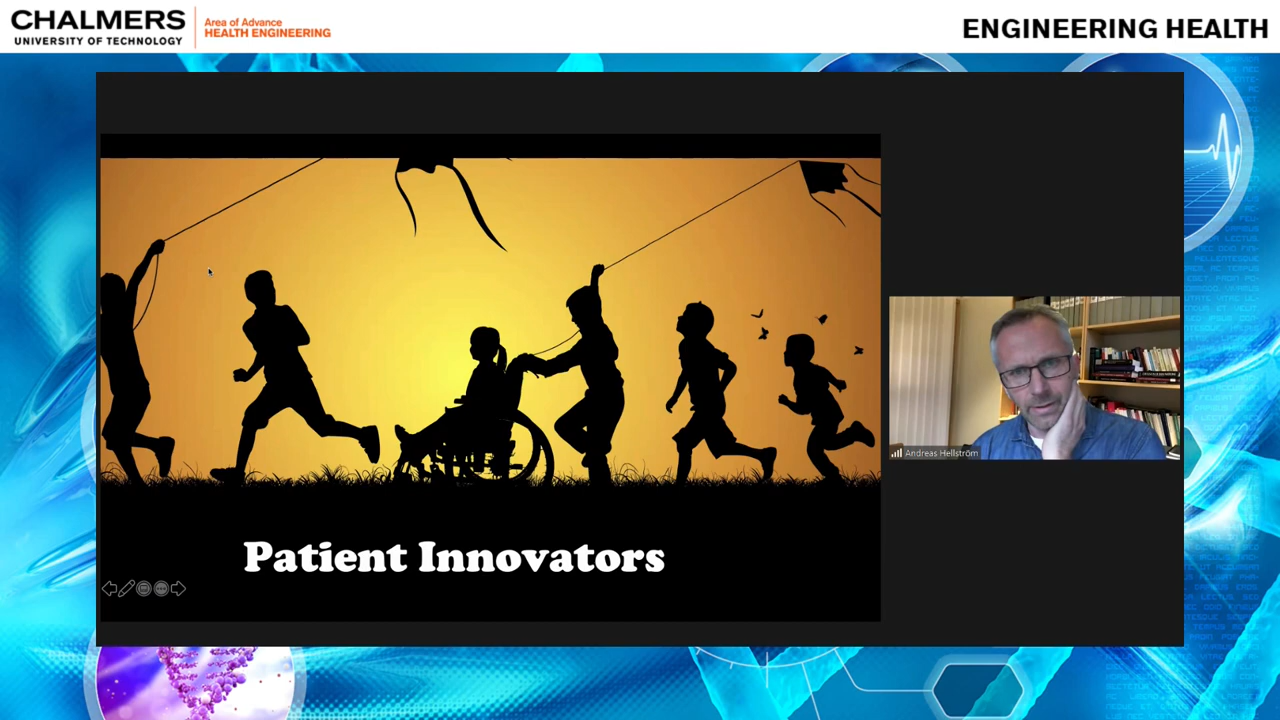 CHALMERS
UNIVERSITY OF TECHNOLOGY
Area of Advance
HEALTH ENGINEERING
ENGINEERING HEALTH
Patient Innovators
Andreas Hellström